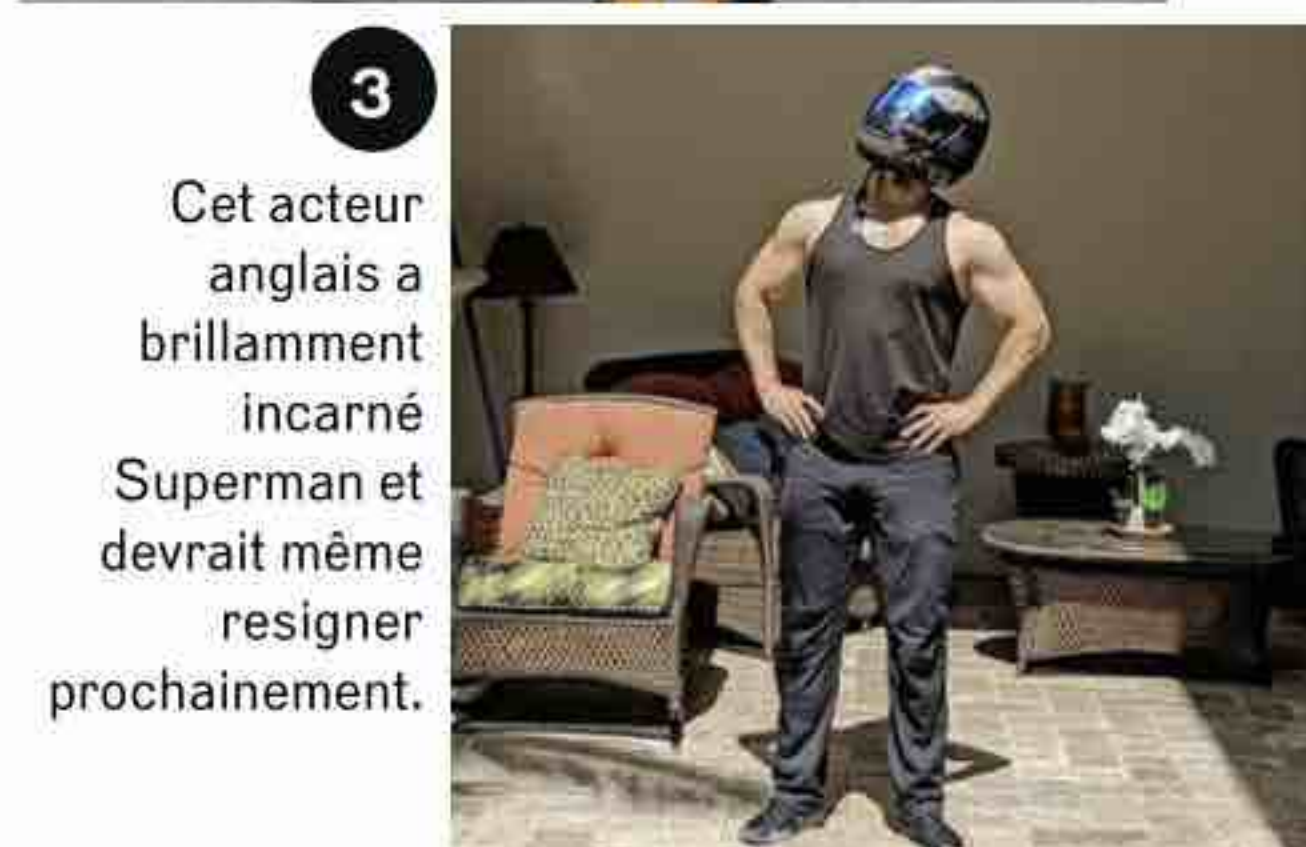 3
Cet acteur
anglais a
brillamment
incarné
Superman et
devrait même
resigner
prochainement.